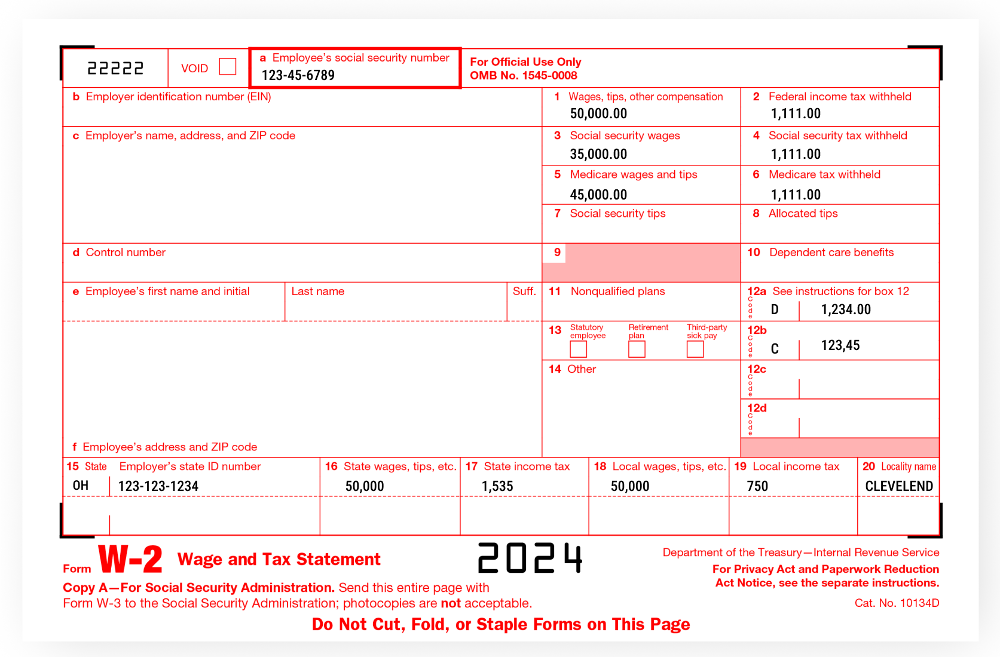 22222
VOID
a Employee's social security number
123-45-6789
For Official Use Only
OMB No. 1545-0008
b Employer identification number (EIN)
1 Wages, tips, other compensation
50,000.00
2 Federal income tax withheld
1,111.00
c Employer's name, address, and ZIP code
3 Social security wages
35,000.00
4 Social security tax withheld
1,111.00
5 Medicare wages and tips
45,000.00
6 Medicare tax withheld
1,111.00
7 Social security tips
8 Allocated tips
d Control number
9
10 Dependent care benefits
e Employee's first name and initial
Last name
Suff.
11 Nonqualified plans
12a See instructions for box 12
Code
D 1,234.00
13 Statutory employee
Retirement plan
Third-party sick pay
12b
Code
C 123,45
14 Other
12c
Code
12d
Code
f Employee's address and ZIP code
15 State
Employer's state ID number
16 State wages, tips, etc.
17 State income tax
18 Local wages, tips, etc.
19 Local income tax
20 Locality name
OH 123-123-1234 50,000 1,535 50,000 750 CLEVELEND
Form W-2 Wage and Tax Statement
2024
Department of the Treasury—Internal Revenue Service
For Privacy Act and Paperwork Reduction
Act Notice, see the separate instructions.
Copy A—For Social Security Administration. Send this entire page with
Form W-3 to the Social Security Administration; photocopies are not acceptable.
Cat. No. 10134D
Do Not Cut, Fold, or Staple Forms on This Page